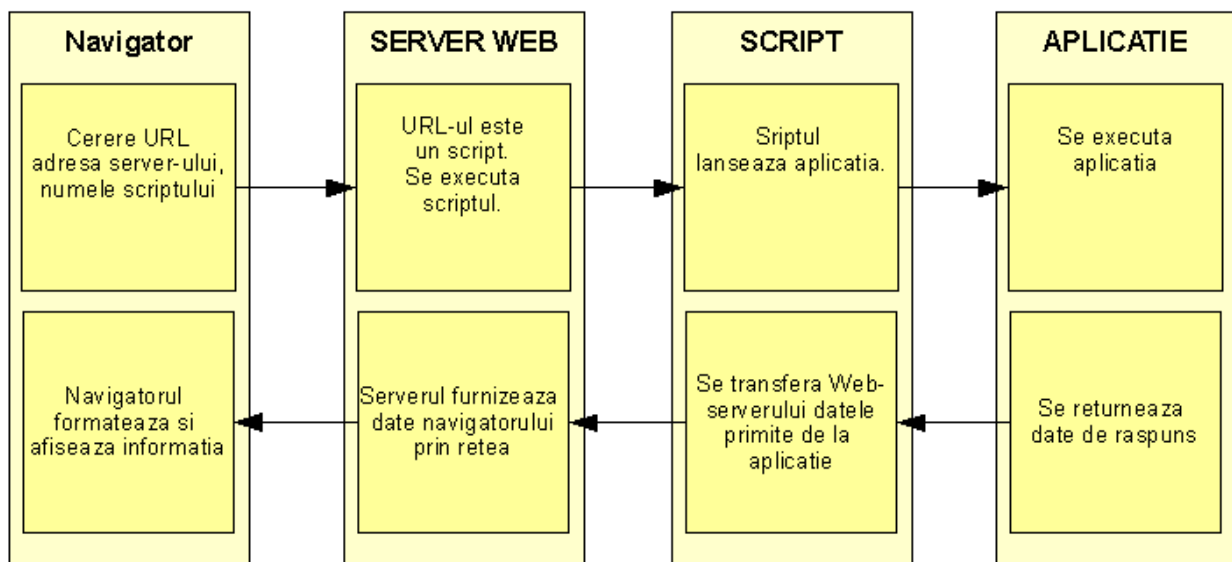 Navigator
Cerere URL
adresa server-ului,
numele scriptului
Navigatorul
formateaza si
afiseaza informatia
SERVER WEB
URL-ul este
un script.
Se executa
scriptul.
Serverul furnizeaza
date navigatorului
prin retea
SCRIPT
Sriptul
lanseaza aplicatia.
Se transfera Web-
serverului datele
primite de la
aplicatie
APLICATIE
Se executa
aplicatia
Se returneaza
date de raspuns